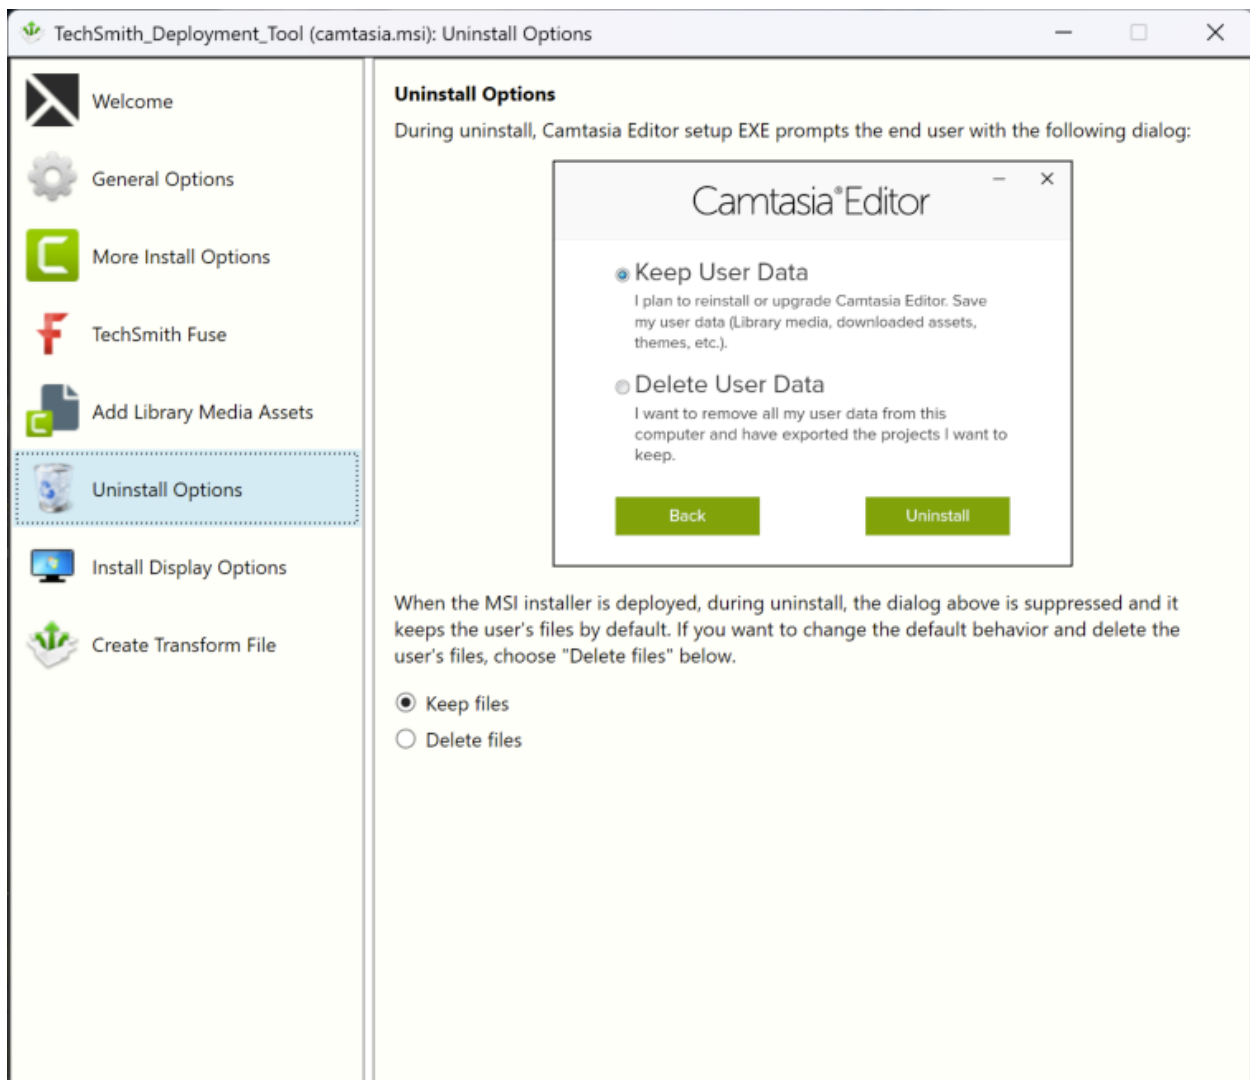 TechSmith_Deployment_Tool (camtasia.msi): Uninstall Options
Welcome
General Options
More Install Options
TechSmith Fuse
Add Library Media Assets
Uninstall Options
Install Display Options
Create Transform File
Uninstall Options
During uninstall, Camtasia Editor setup EXE prompts the end user with the following dialog:
Camtasia®Editor
Keep User Data
I plan to reinstall or upgrade Camtasia Editor. Save
my user data (Library media, downloaded assets,
themes, etc.).
Delete User Data
I want to remove all my user data from this
computer and have exported the projects I want to
keep.
Back
Uninstall
When the MSI installer is deployed, during uninstall, the dialog above is suppressed and it
keeps the user's files by default. If you want to change the default behavior and delete the
user's files, choose "Delete files" below.
Keep files
Delete files